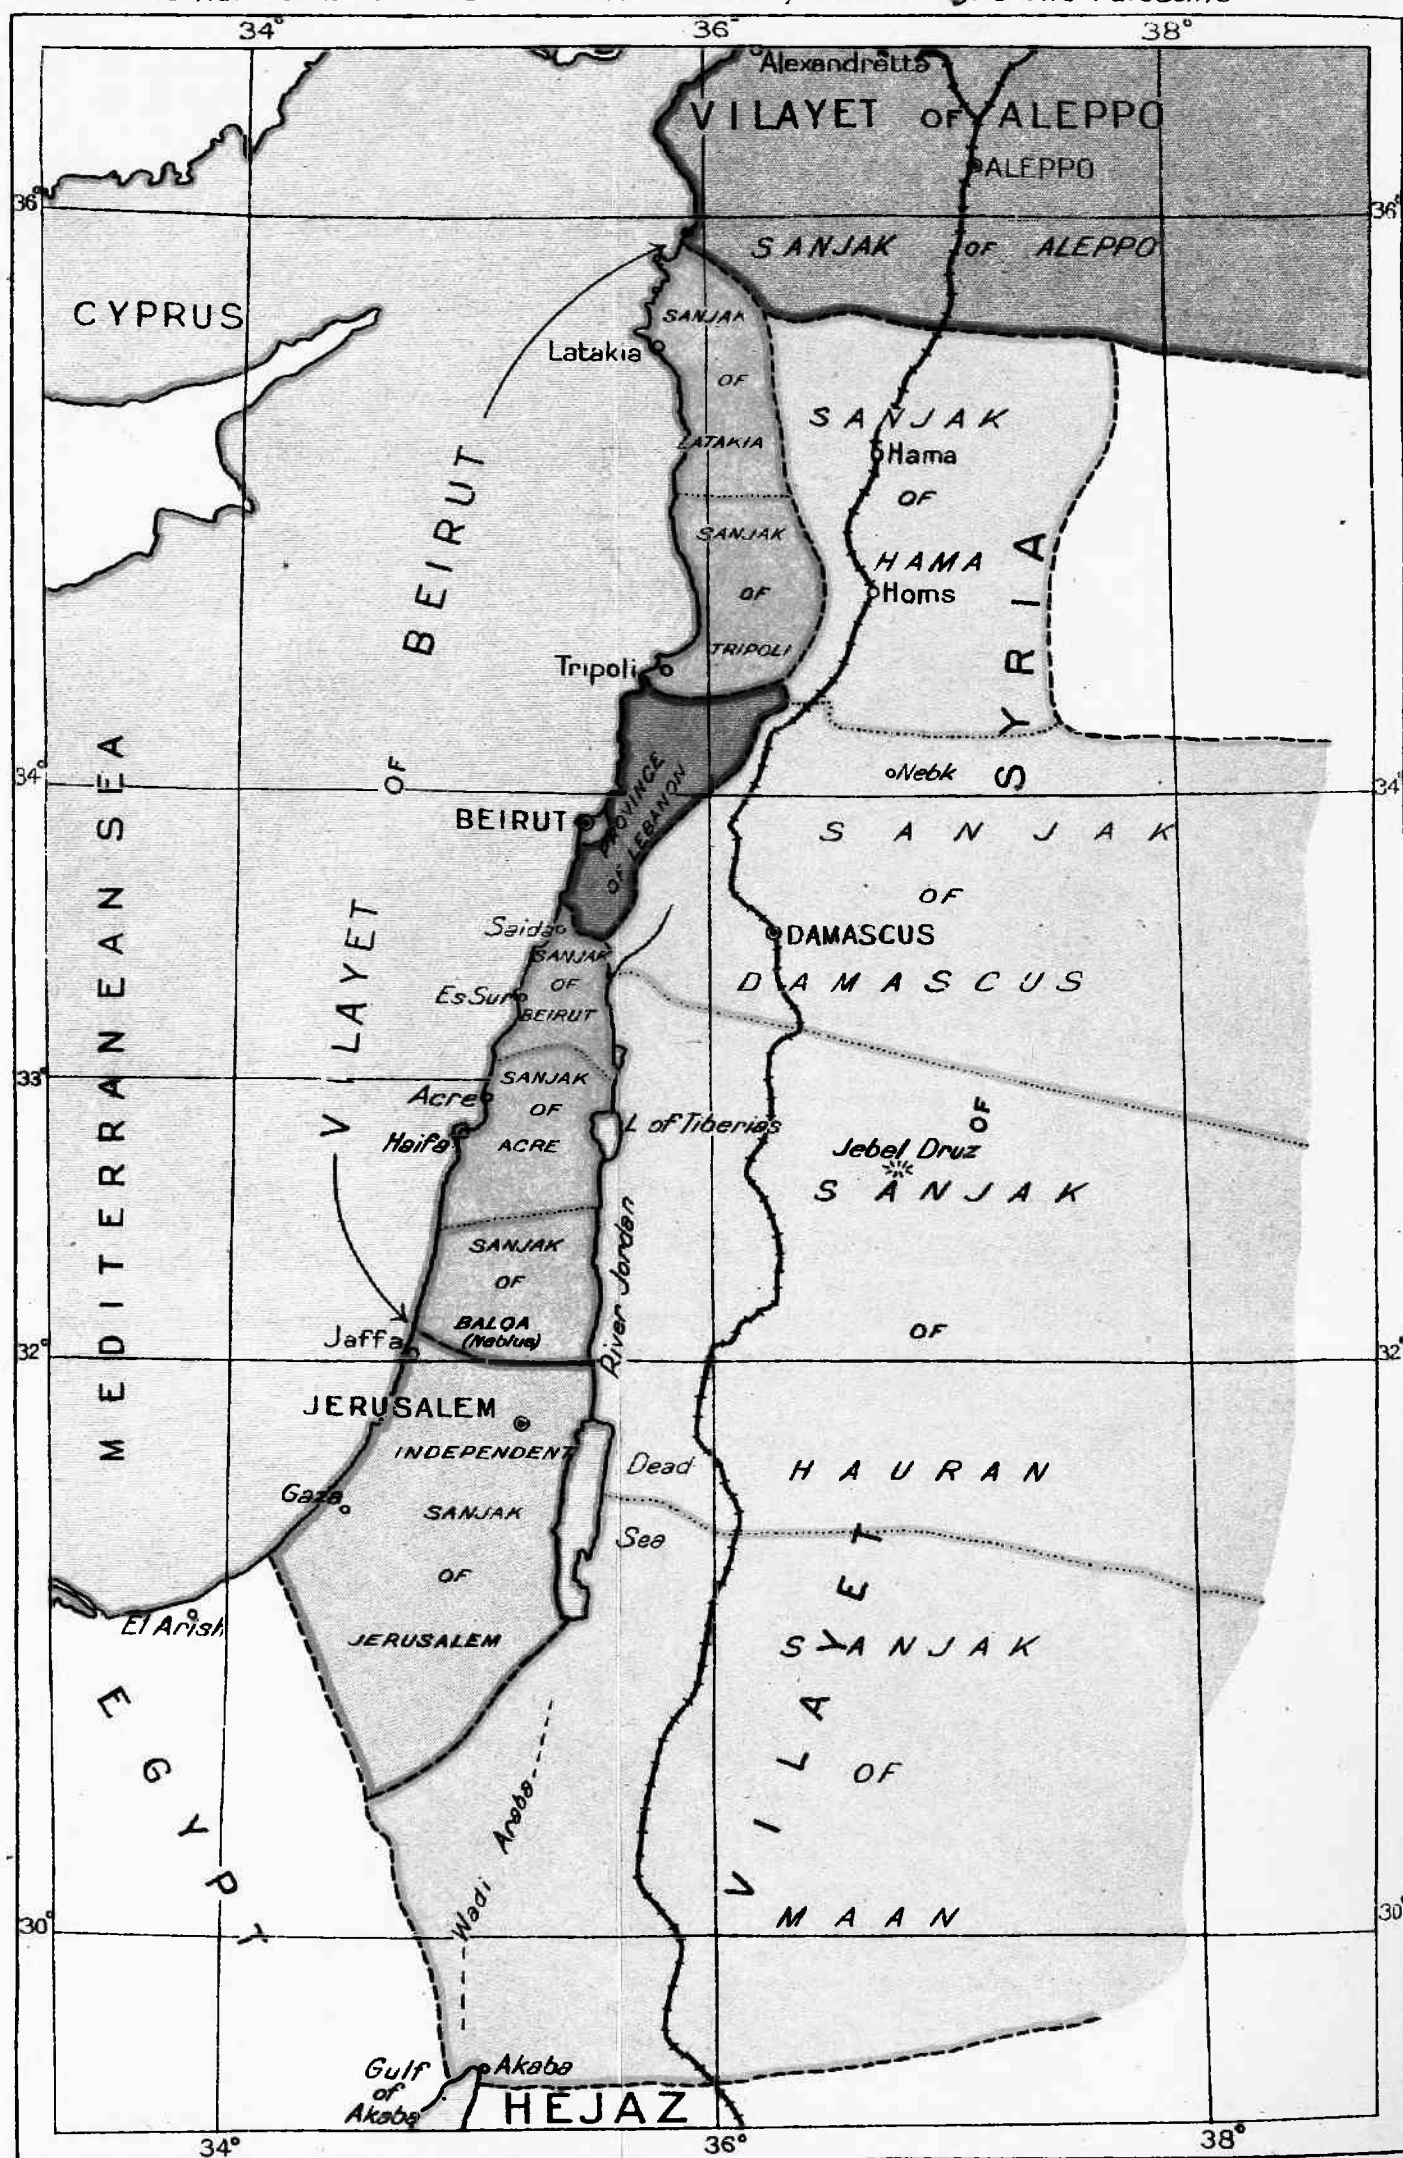 34° 36° 38°
Alexandretta
VILAYET OF ALEPPO
ALEPPO
36° 36°
SANJAK OF ALEPPO
CYPRUS
SANJAK
Latakia
OF
LATAKIA
SANJAK
Hama
OF
HAMA
Homs
SANJAK
OF
TRIPOLI
Tripoli
VILAYET OF BEIRUT
MEDITERRANEAN SEA
VILAYET OF SYRIA
34° 34°
Nebk
PROVINCE
OF LEBANON
BEIRUT
SANJAK
OF
DAMASCUS
DAMASCUS
Saida
SANJAK
OF
BEIRUT
Es Sur
33°
SANJAK
OF
ACRE
Acre
Haifa
L of Tiberias
Jebel Druz
SANJAK
OF
HAURAN
River Jordan
SANJAK
OF
BALQA
(Nablus)
Jaffa
32° 32°
JERUSALEM
INDEPENDENT
SANJAK
OF
JERUSALEM
Dead
Sea
Gaza
El Arish
EGYPT
SANJAK
OF
MAAN
Wadi Araba
30° 30°
Gulf
of
Akaba
Akaba
HEJAZ
34° 36° 38°